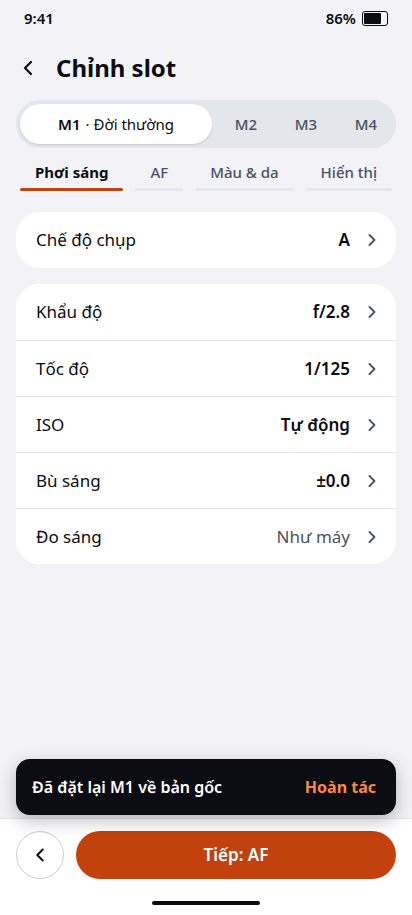 9:41
86%
Chỉnh slot
M1 · Đời thường
M2
M3
M4
Phơi sáng
AF
Màu & da
Hiển thị
Chế độ chụp
A
Khẩu độ
f/2.8
Tốc độ
1/125
ISO
Tự động
Bù sáng
±0.0
Đo sáng
Như máy
Đã đặt lại M1 về bản gốc
Hoàn tác
Tiếp: AF